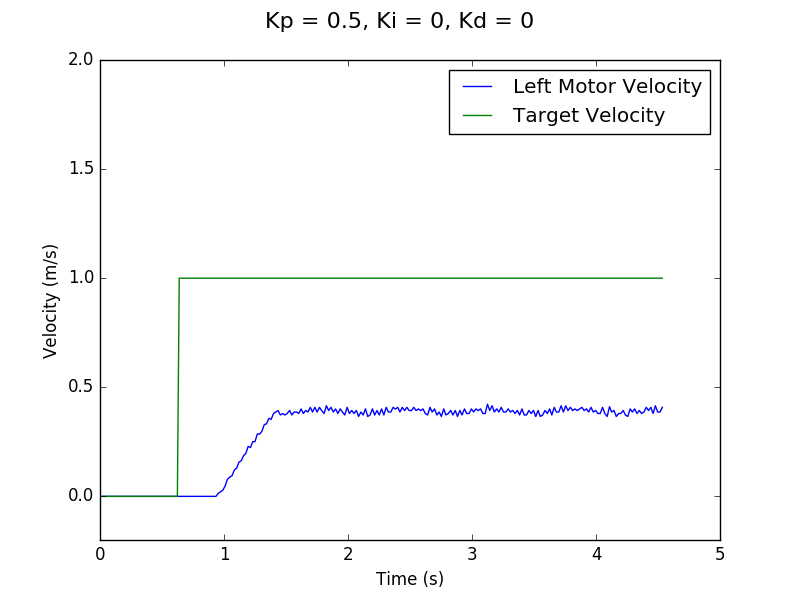 Kp = 0.5, Ki = 0, Kd = 0
Left Motor Velocity
Target Velocity
2.0
1.5
1.0
0.5
0.0
Velocity (m/s)
0 1 2 3 4 5
Time (s)